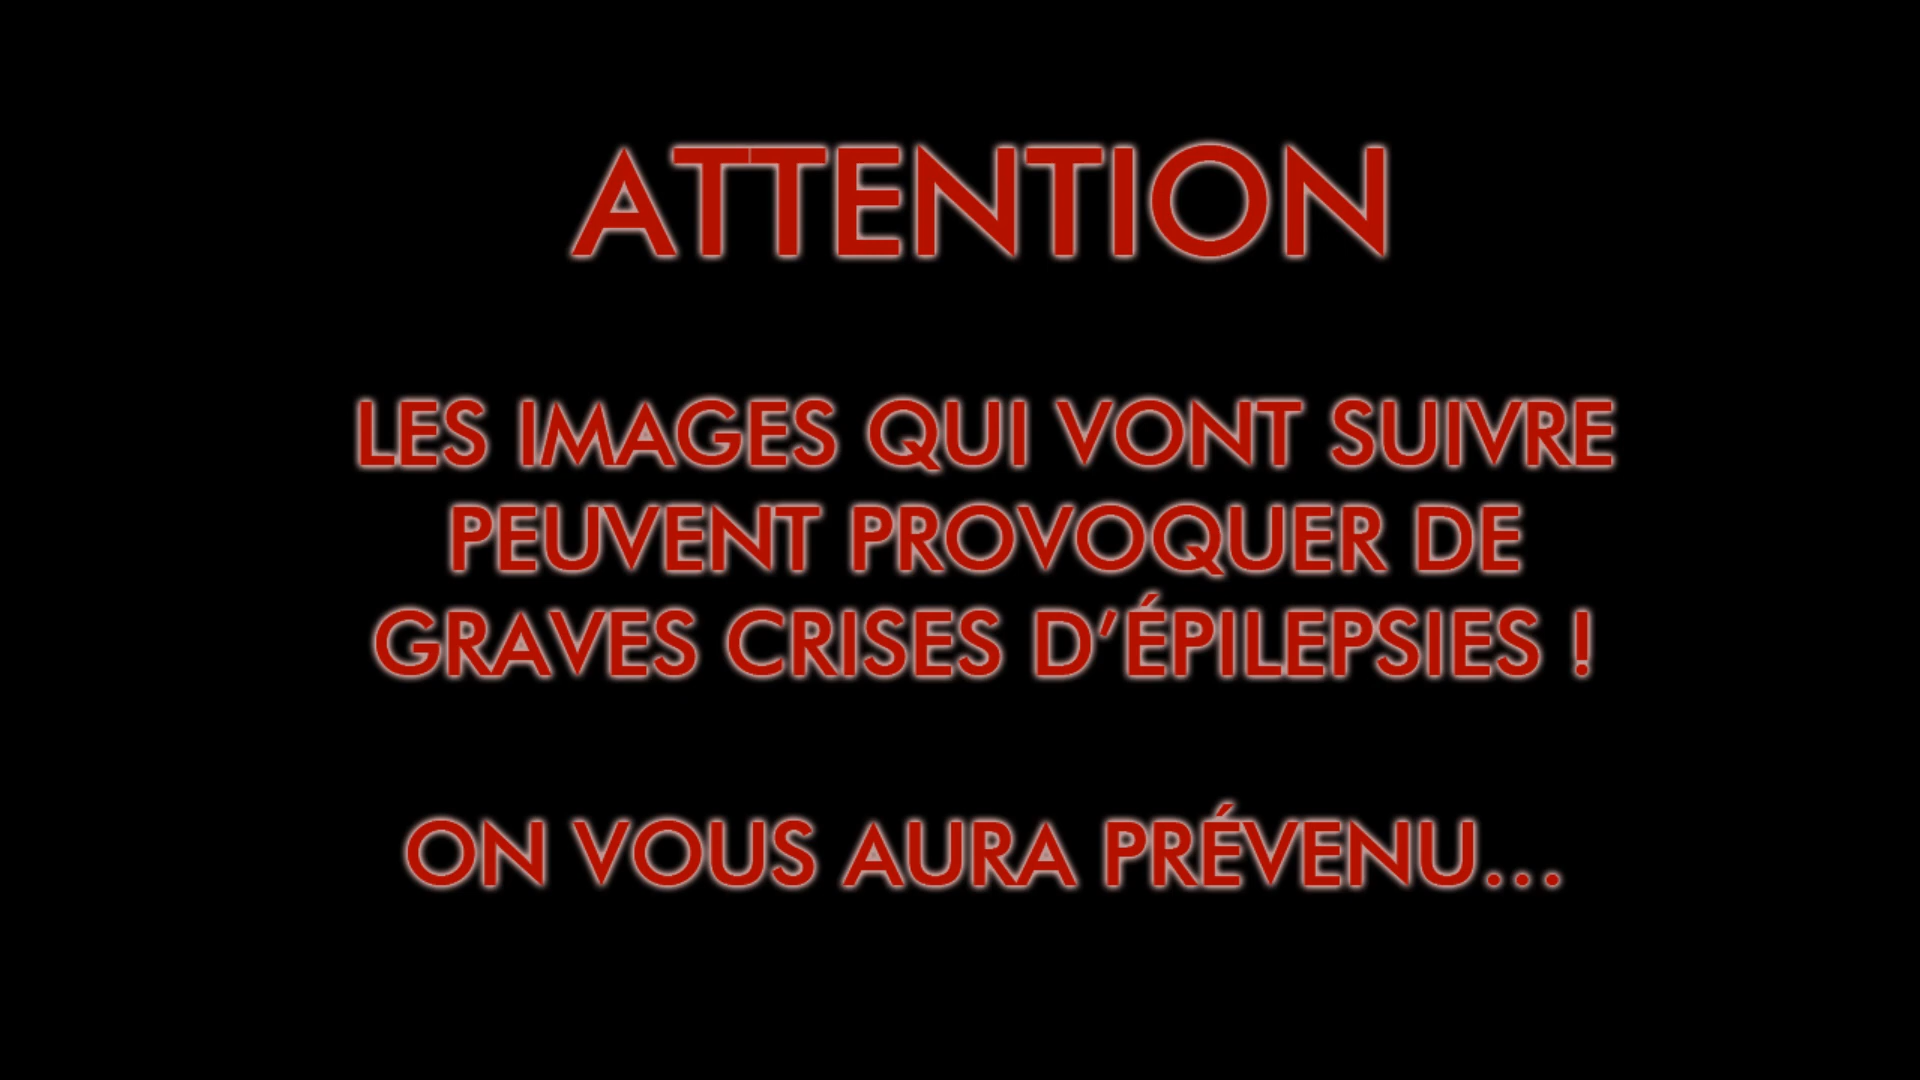 ATTENTION
LES IMAGES QUI VONT SUIVRE
PEUVENT PROVOQUER DE
GRAVES CRISES D’ÉPILEPSIES !
ON VOUS AURA PRÉVENU...